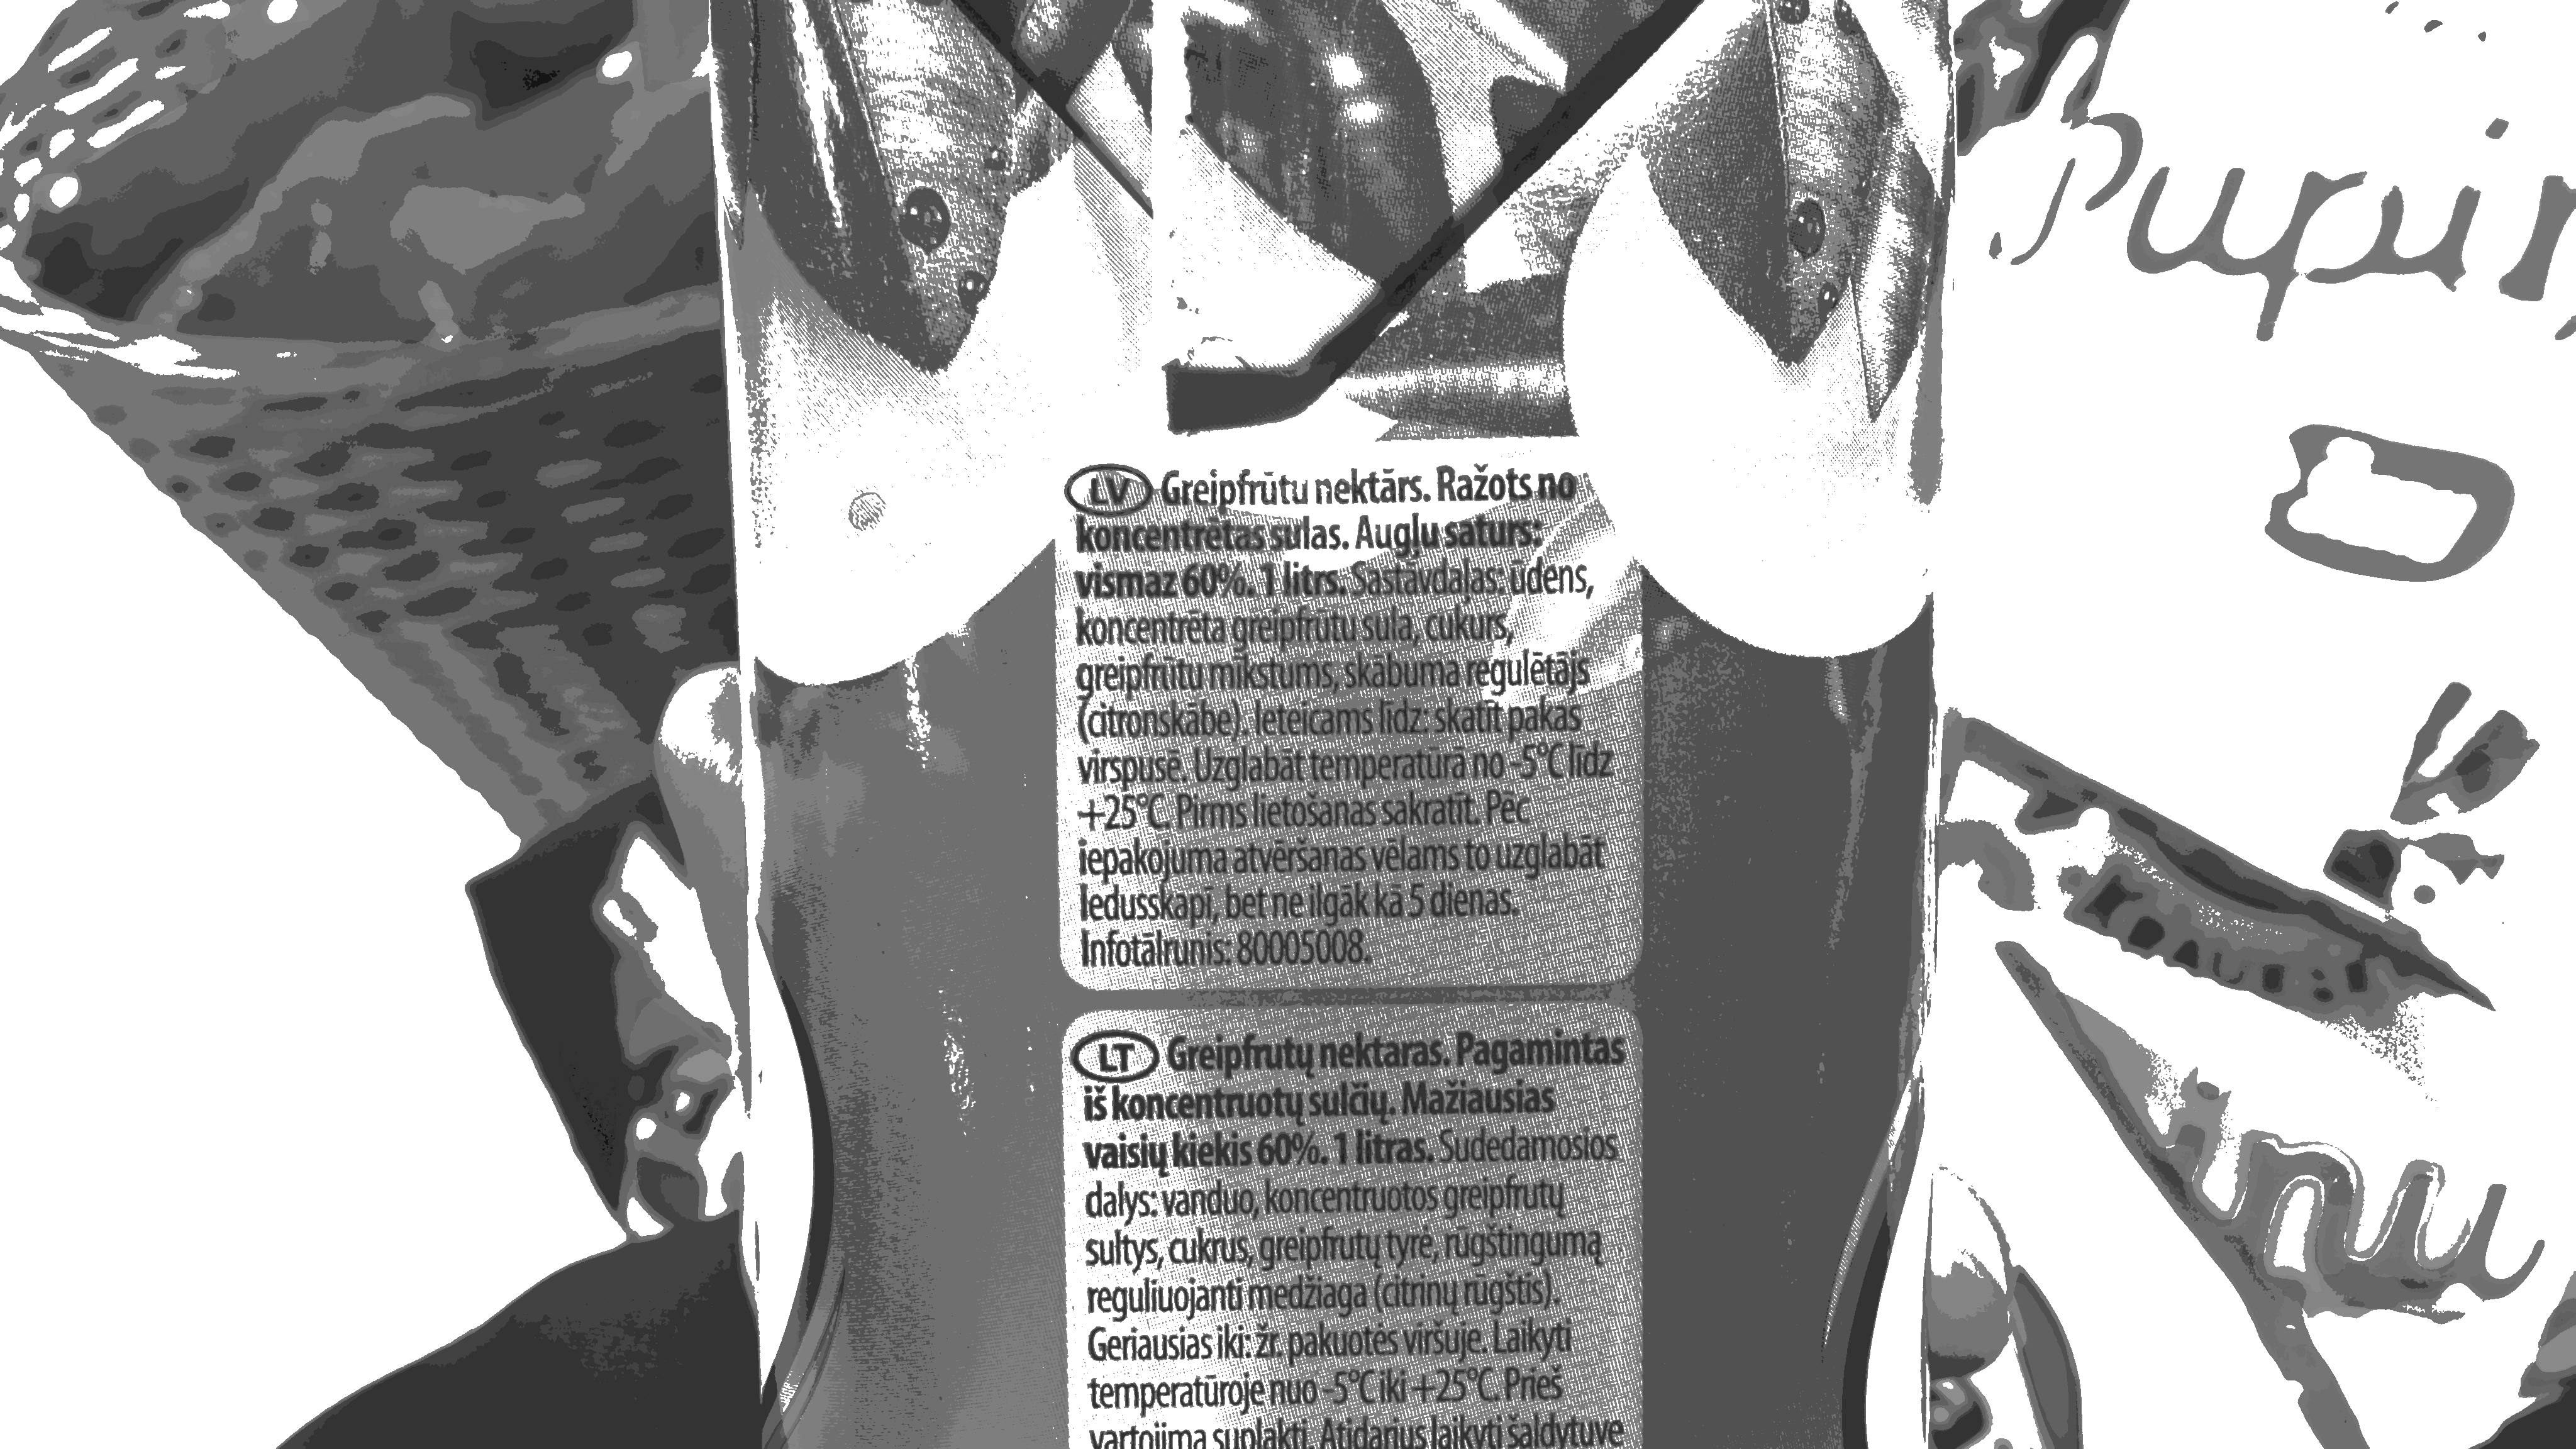 LV Greipfrūtu nektārs. Ražots no
koncentrētas sulas. Augļu saturs:
vismaz 60%. 1 litrs. Sastāvdaļas: ūdens,
koncentrēta greipfrūtu sula, cukurs,
greipfrūtu mīkstums, skābuma regulētājs
(citronskābe). Ieteicams līdz: skatīt pakas
virspusē. Uzglabāt temperatūrā no -5°C līdz
+25°C. Pirms lietošanas sakratīt. Pēc
iepakojuma atvēršanas vēlams to uzglabāt
ledusskapī, bet ne ilgāk kā 5 dienas.
Infotālrunis: 80005008.
LT Greipfrutų nektaras. Pagamintas
iš koncentruotų sulčių. Mažiausias
vaisių kiekis 60%. 1 litras. Sudedamosios
dalys: vanduo, koncentruotos greipfrutų
sultys, cukrus, greipfrutų tyrė, rūgštingumą
reguliuojanti medžiaga (citrinų rūgštis).
Geriausias iki: žr. pakuotės viršuje. Laikyti
temperatūroje nuo -5°C iki +25°C. Prieš
vartojimą suplakti. Atidarius laikyti šaldytuve